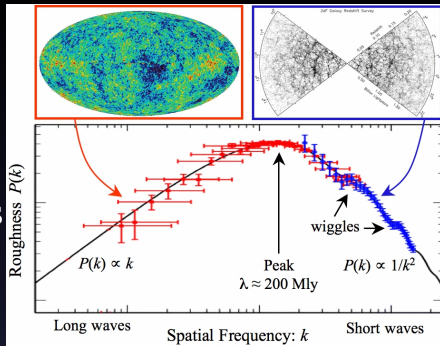 2dF Galaxy Redshift Survey
Roughness P(k)
wiggles
P(k) ∝ k
Peak
λ ≈ 200 Mly
P(k) ∝ 1/k²
Long waves
Spatial Frequency: k
Short waves